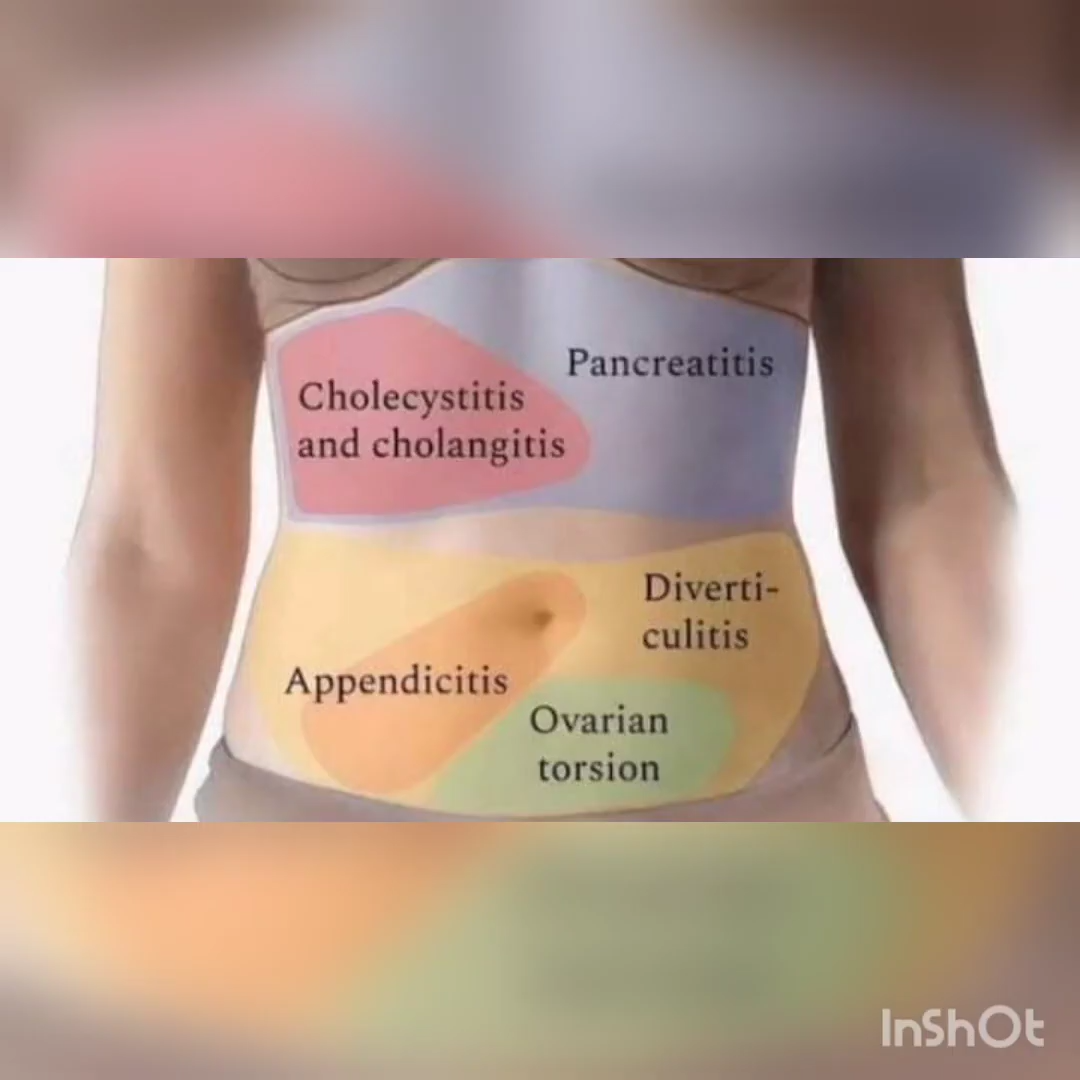 Pancreatitis
Cholecystitis
and cholangitis
Diverti-
culitis
Appendicitis
Ovarian
torsion
InShOt